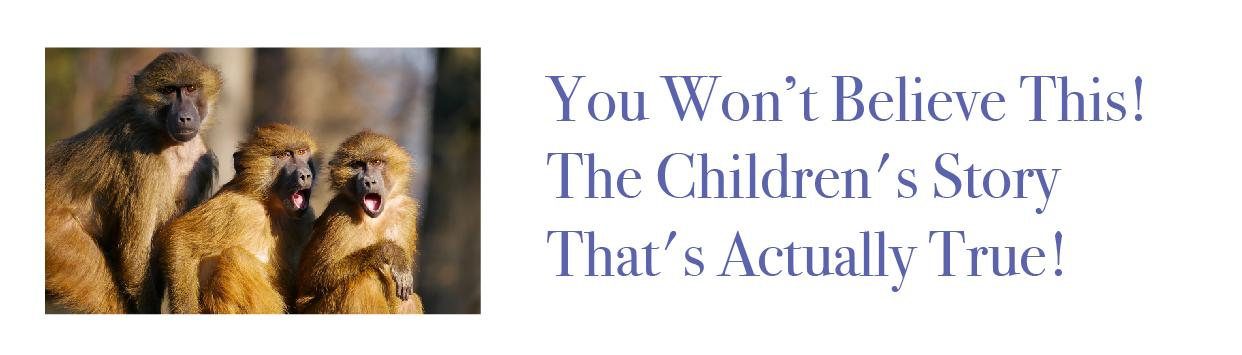 You Won’t Believe This!
The Children's Story
That's Actually True!